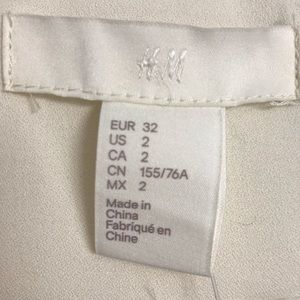 H&M
EUR 32
US 2
CA 2
CN 155/76A
MX 2
Made in
China
Fabriqué en
Chine